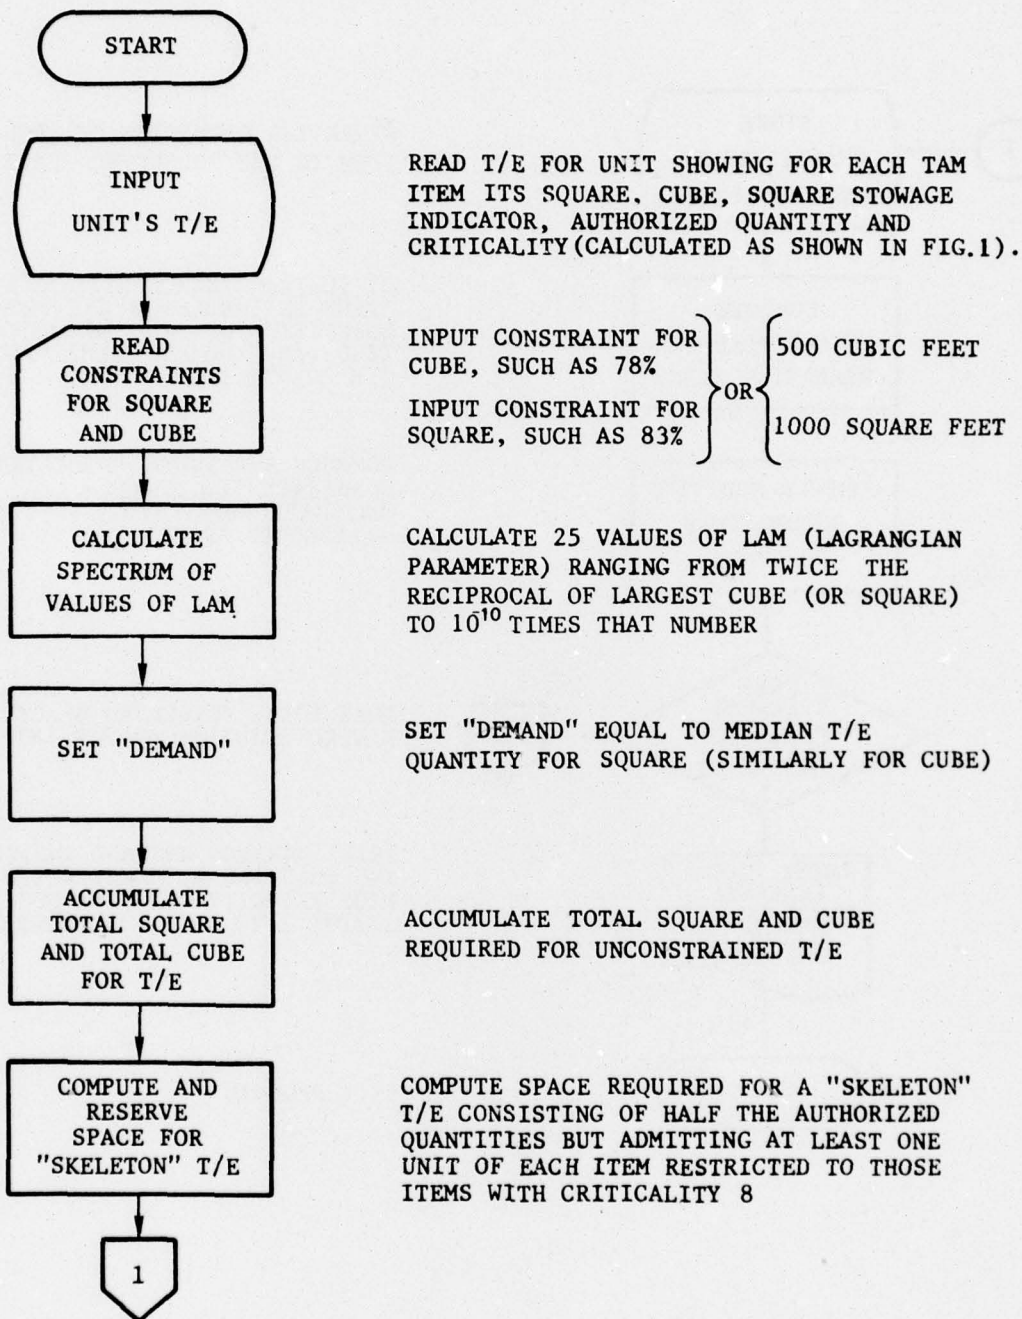 START
INPUT
UNIT'S T/E
READ T/E FOR UNIT SHOWING FOR EACH TAM
ITEM ITS SQUARE, CUBE, SQUARE STOWAGE
INDICATOR, AUTHORIZED QUANTITY AND
CRITICALITY(CALCULATED AS SHOWN IN FIG.1).
READ
CONSTRAINTS
FOR SQUARE
AND CUBE
INPUT CONSTRAINT FOR
CUBE, SUCH AS 78%
INPUT CONSTRAINT FOR
SQUARE, SUCH AS 83%
OR
500 CUBIC FEET
1000 SQUARE FEET
CALCULATE
SPECTRUM OF
VALUES OF LAM
CALCULATE 25 VALUES OF LAM (LAGRANGIAN
PARAMETER) RANGING FROM TWICE THE
RECIPROCAL OF LARGEST CUBE (OR SQUARE)
TO 10¹⁰ TIMES THAT NUMBER
SET "DEMAND"
SET "DEMAND" EQUAL TO MEDIAN T/E
QUANTITY FOR SQUARE (SIMILARLY FOR CUBE)
ACCUMULATE
TOTAL SQUARE
AND TOTAL CUBE
FOR T/E
ACCUMULATE TOTAL SQUARE AND CUBE
REQUIRED FOR UNCONSTRAINED T/E
COMPUTE AND
RESERVE
SPACE FOR
"SKELETON" T/E
COMPUTE SPACE REQUIRED FOR A "SKELETON"
T/E CONSISTING OF HALF THE AUTHORIZED
QUANTITIES BUT ADMITTING AT LEAST ONE
UNIT OF EACH ITEM RESTRICTED TO THOSE
ITEMS WITH CRITICALITY 8
1